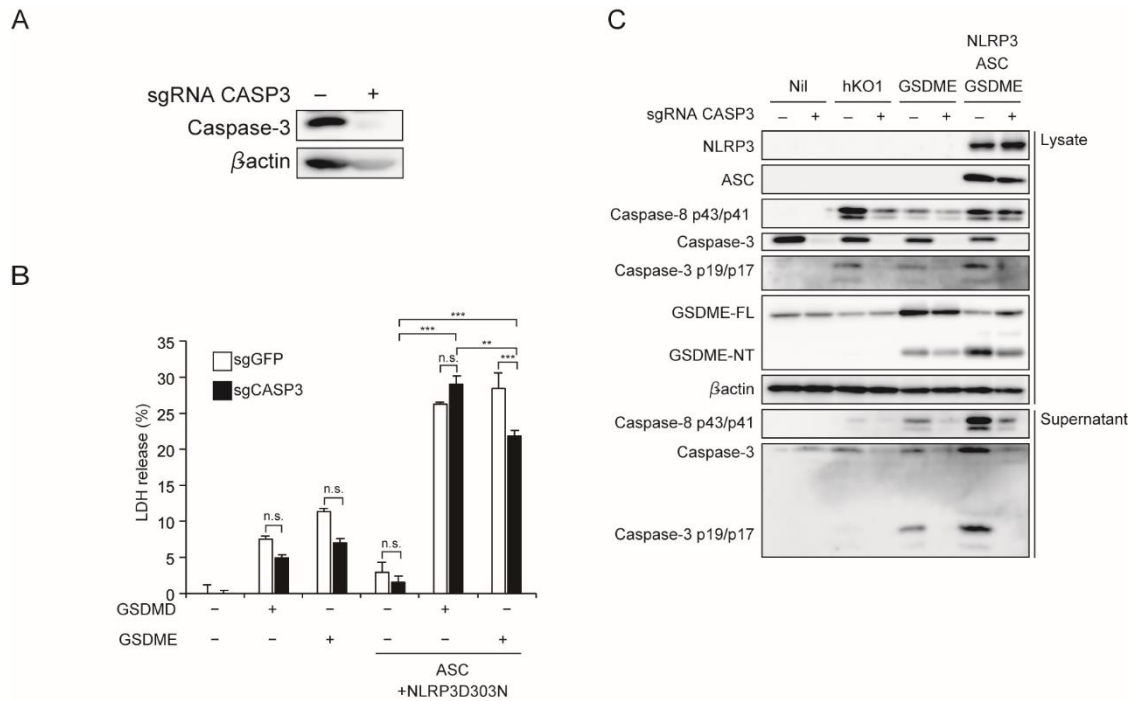 A
sgRNA CASP3 – +
Caspase-3
βactin
B
LDH release (%)
35
30
25
20
15
10
5
0
sgGFP
sgCASP3
n.s.
n.s.
n.s.
n.s.
***
***
***
**
GSDMD – + – – + –
GSDME – – + – – +
ASC
+NLRP3D303N
C
NLRP3
ASC
Nil hKO1 GSDME GSDME
sgRNA CASP3 – + – + – + – +
NLRP3
Lysate
ASC
Caspase-8 p43/p41
Caspase-3
Caspase-3 p19/p17
GSDME-FL
GSDME-NT
βactin
Caspase-8 p43/p41
Supernatant
Caspase-3
Caspase-3 p19/p17